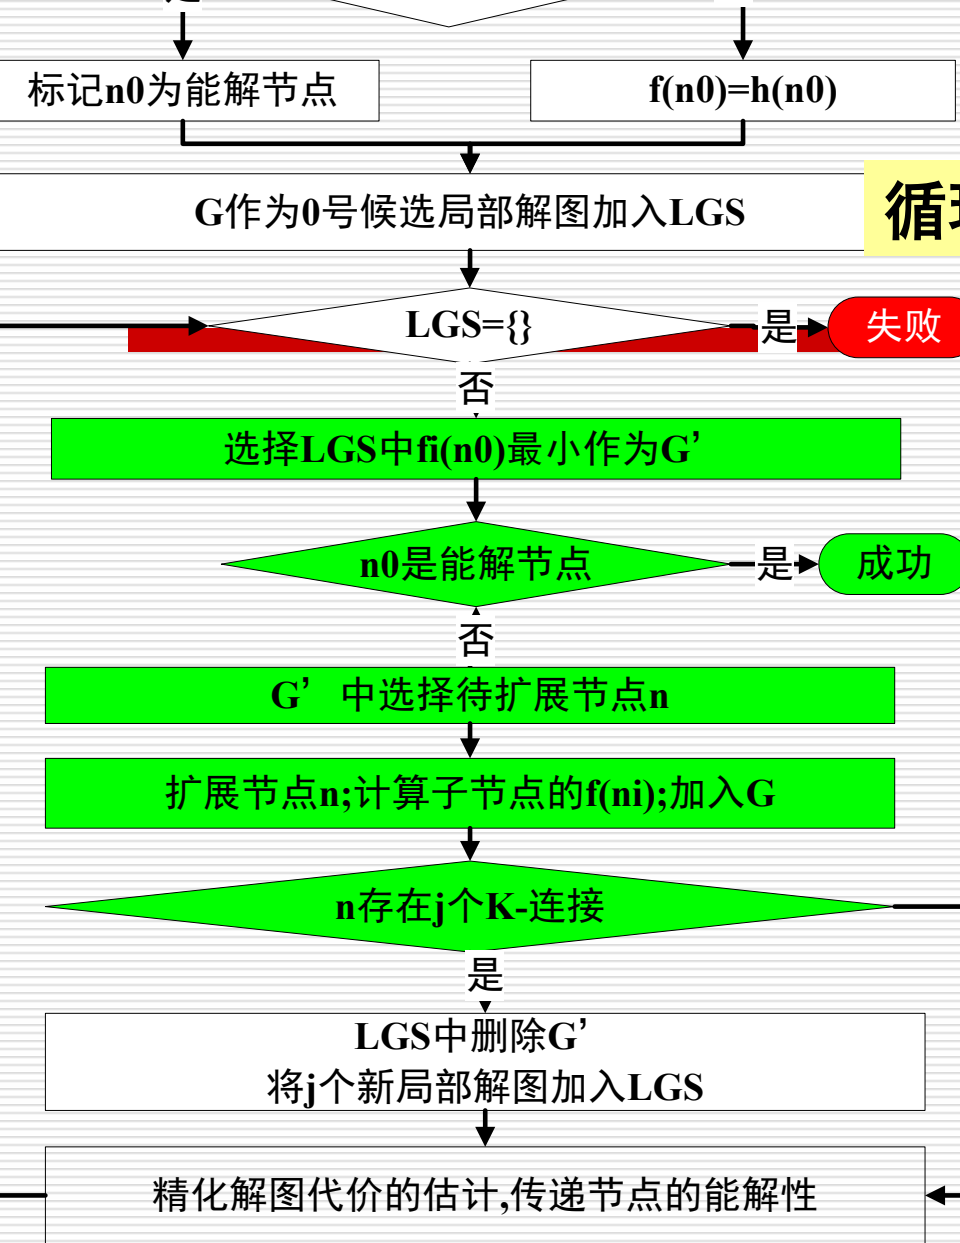 标记n0为能解节点
f(n0)=h(n0)
G作为0号候选局部解图加入LGS
循
LGS={}
是
失败
否
选择LGS中fi(n0)最小作为G’
n0是能解节点
是
成功
否
G’ 中选择待扩展节点n
扩展节点n;计算子节点的f(ni);加入G
n存在j个K-连接
是
LGS中删除G’
将j个新局部解图加入LGS
精化解图代价的估计,传递节点的能解性